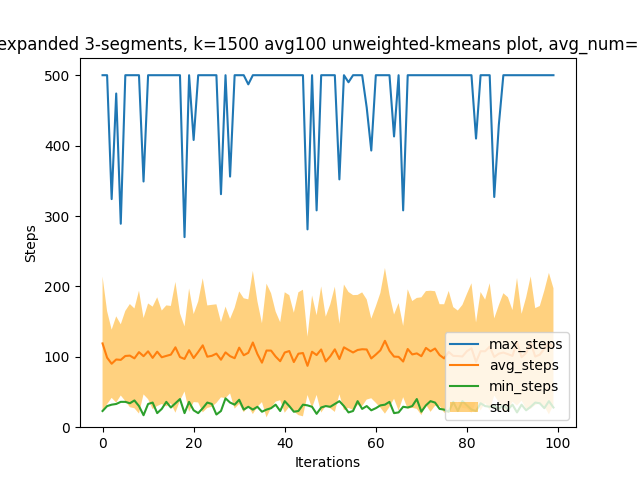 expanded 3-segments, k=1500 avg100 unweighted-kmeans plot, avg_num=
500
400
300
200
100
0
Steps
max_steps
avg_steps
min_steps
std
0 20 40 60 80 100
Iterations